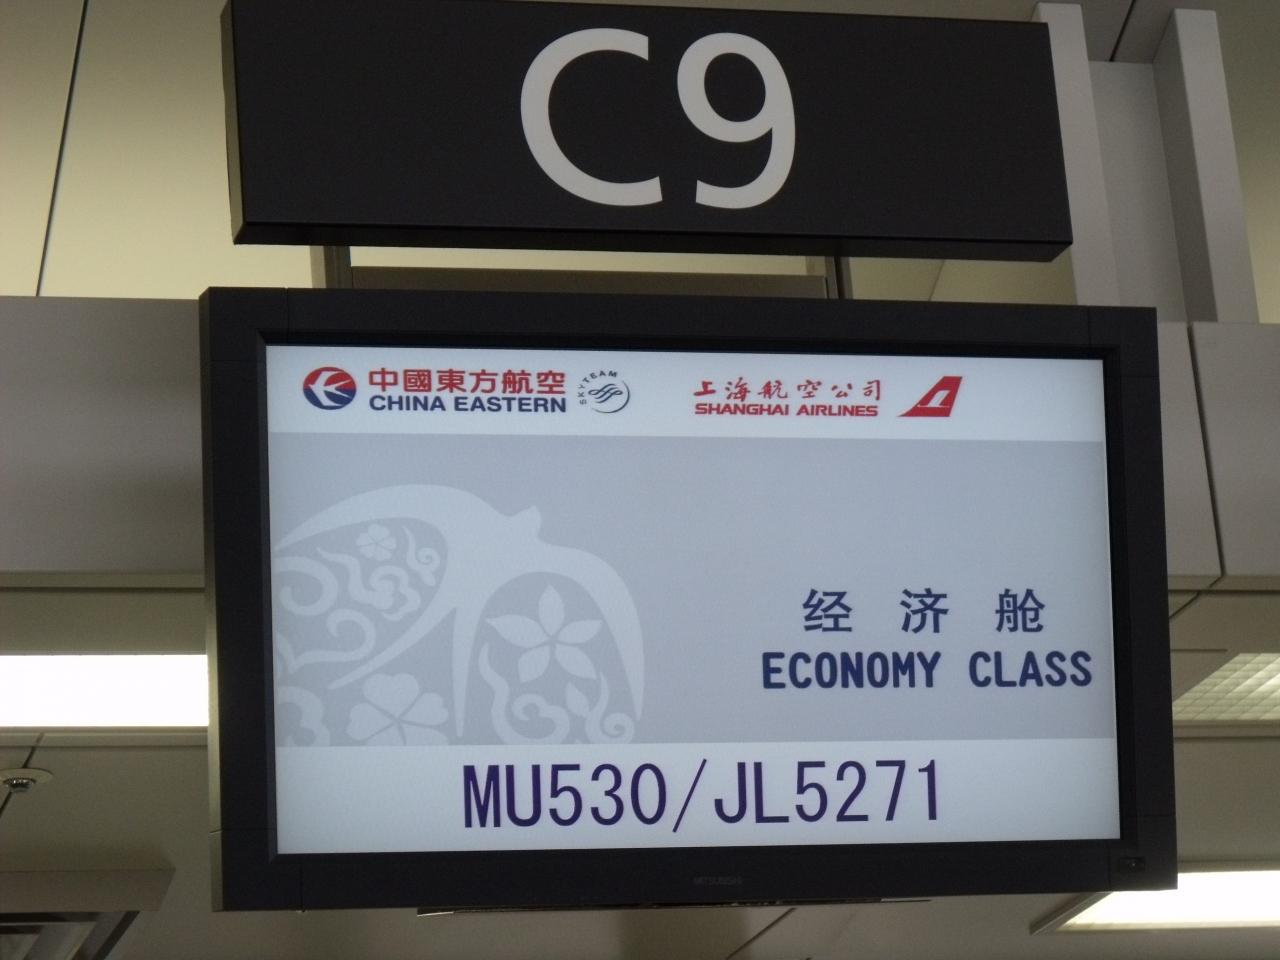 C9
中國東方航空
CHINA EASTERN
SKYTEAM
上海航空公司
SHANGHAI AIRLINES
经济舱
ECONOMY CLASS
MU530/JL5271
MITSUBISHI